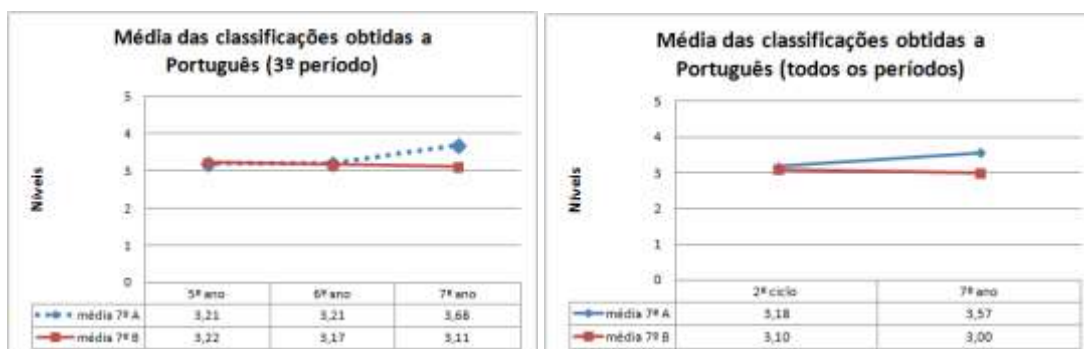 Média das classificações obtidas a
Português (3º período)
5
4
3
2
1
0
Níveis
5º ano 6º ano 7º ano
média 7º A 3,21 3,21 3,68
média 7º B 3,22 3,17 3,11
Média das classificações obtidas a
Português (todos os períodos)
5
4
3
2
1
0
Níveis
2º ciclo 7º ano
média 7º A 3,18 3,57
média 7º B 3,10 3,00